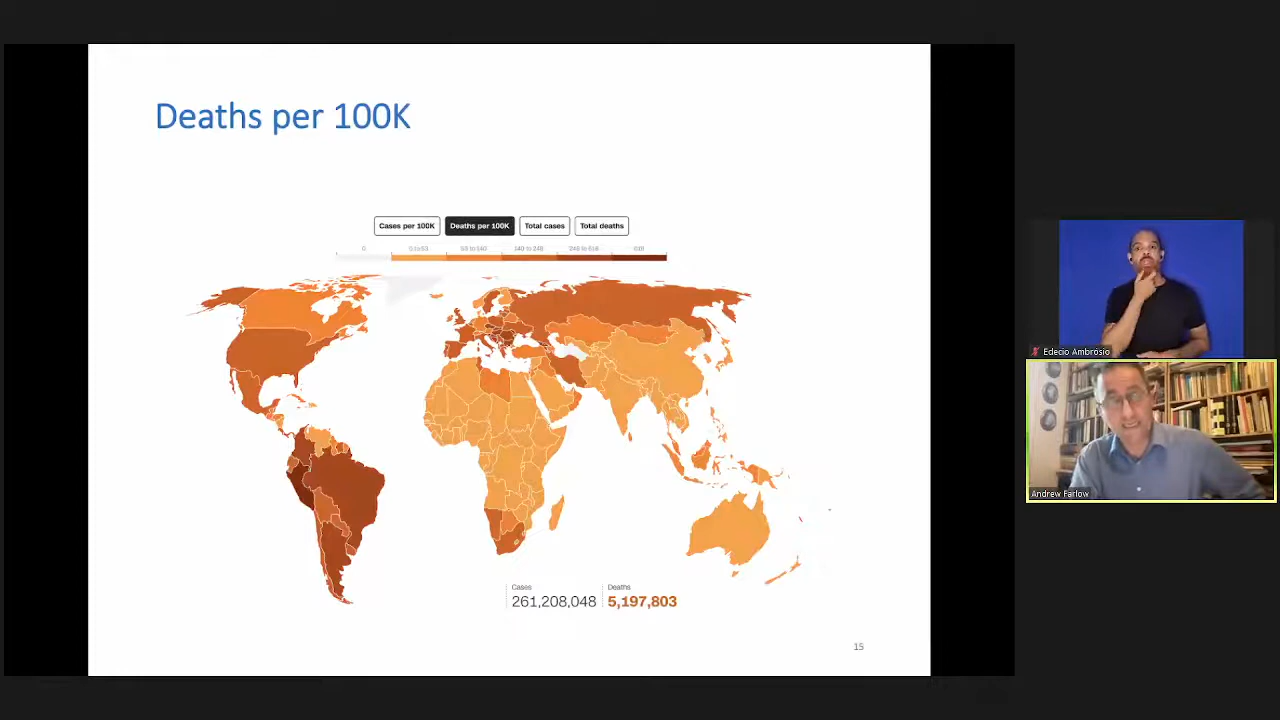 Deaths per 100K
Cases per 100K Deaths per 100K Total cases Total deaths
0
Cases Deaths
261,208,048 5,197,803
15
Edecio Ambrósio
Andrew Farlow